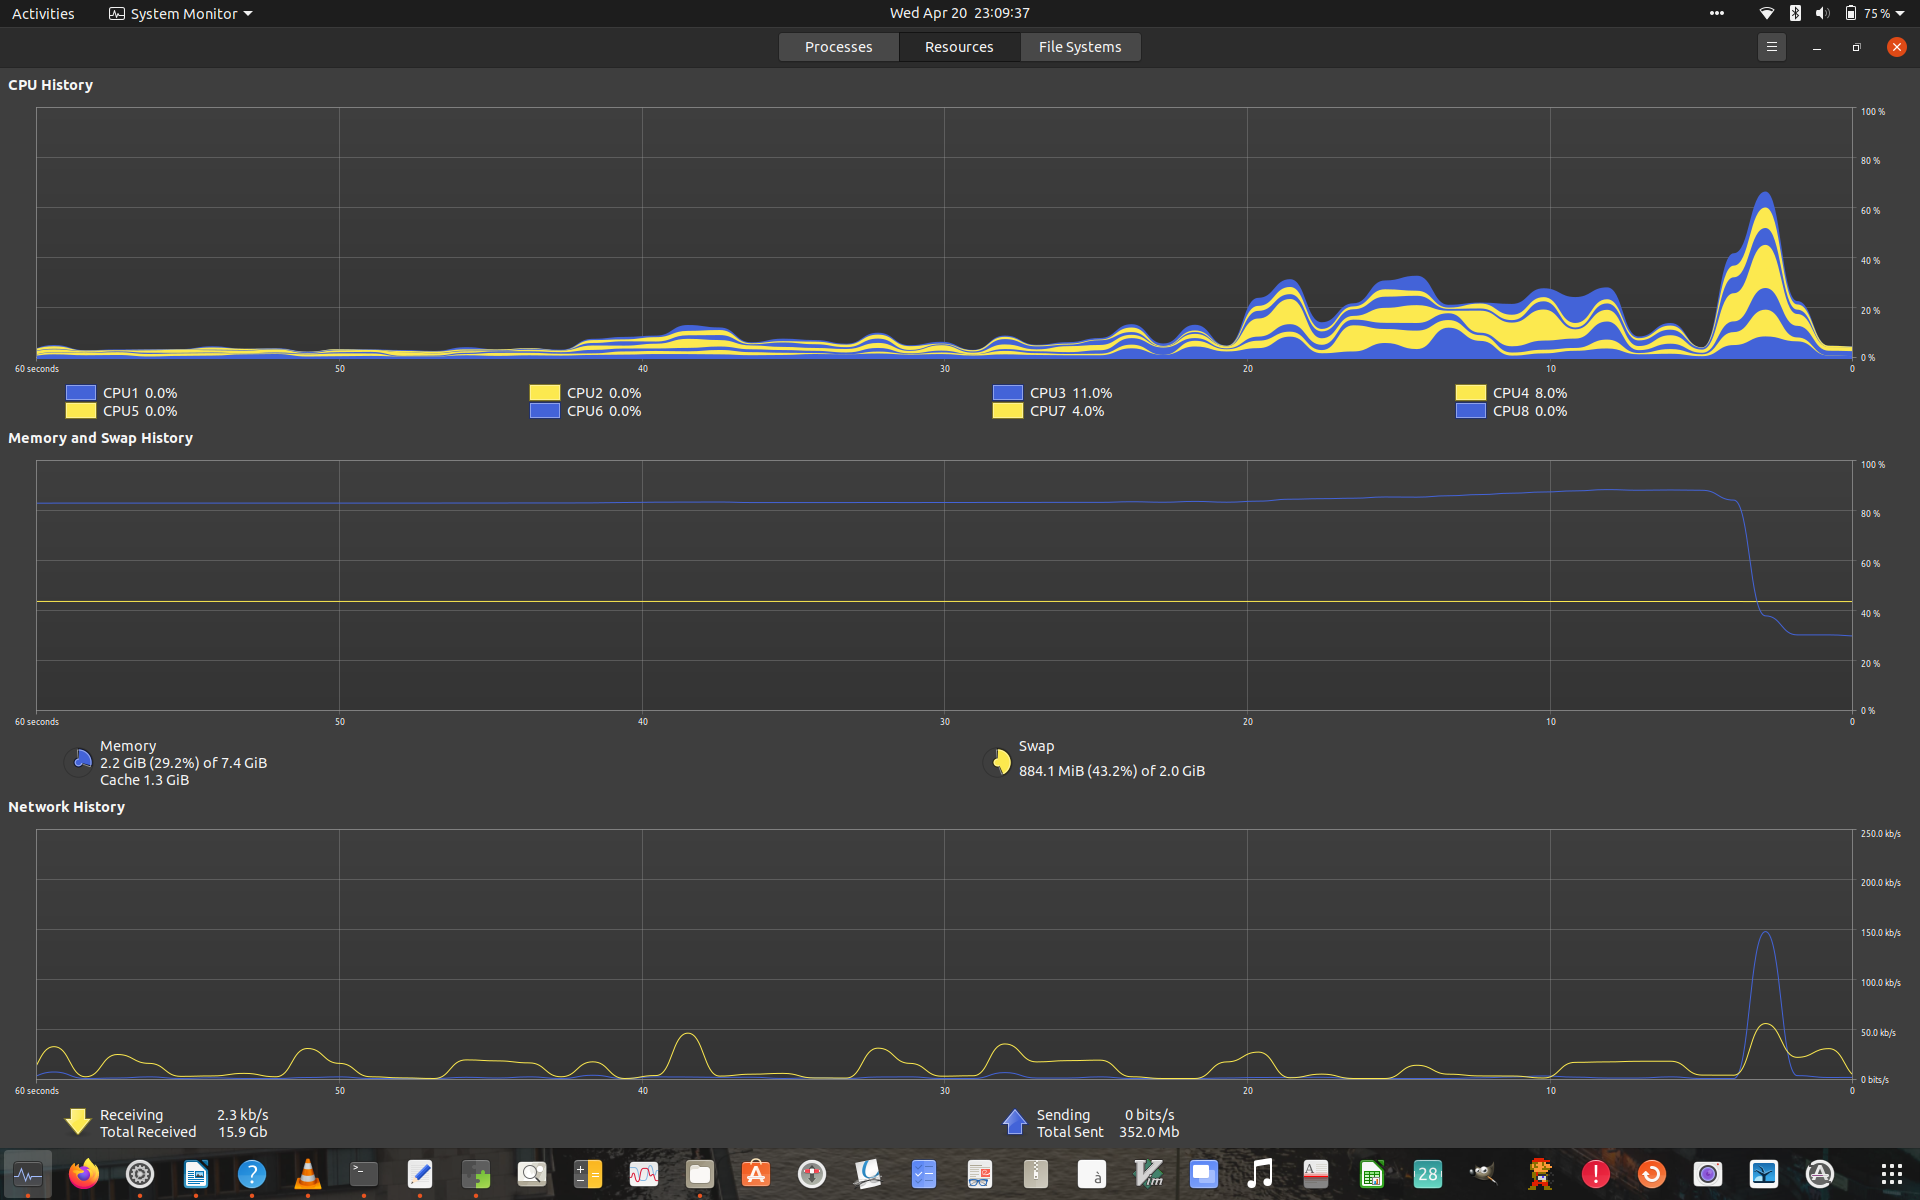 Activities System Monitor Wed Apr 20 23:09:37 75 %
Processes Resources File Systems
CPU History
100 %
80 %
60 %
40 %
20 %
0 %
60 seconds 50 40 30 20 10 0
CPU1 0.0% CPU2 0.0% CPU3 11.0% CPU4 8.0%
CPU5 0.0% CPU6 0.0% CPU7 4.0% CPU8 0.0%
Memory and Swap History
100 %
80 %
60 %
40 %
20 %
0 %
60 seconds 50 40 30 20 10 0
Memory
2.2 GiB (29.2%) of 7.4 GiB
Cache 1.3 GiB
Swap
884.1 MiB (43.2%) of 2.0 GiB
Network History
250.0 kb/s
200.0 kb/s
150.0 kb/s
100.0 kb/s
50.0 kb/s
0 bits/s
60 seconds 50 40 30 20 10 0
Receiving 2.3 kb/s
Total Received 15.9 Gb
Sending 0 bits/s
Total Sent 352.0 Mb
? >_ A à Vim A 28 ! A